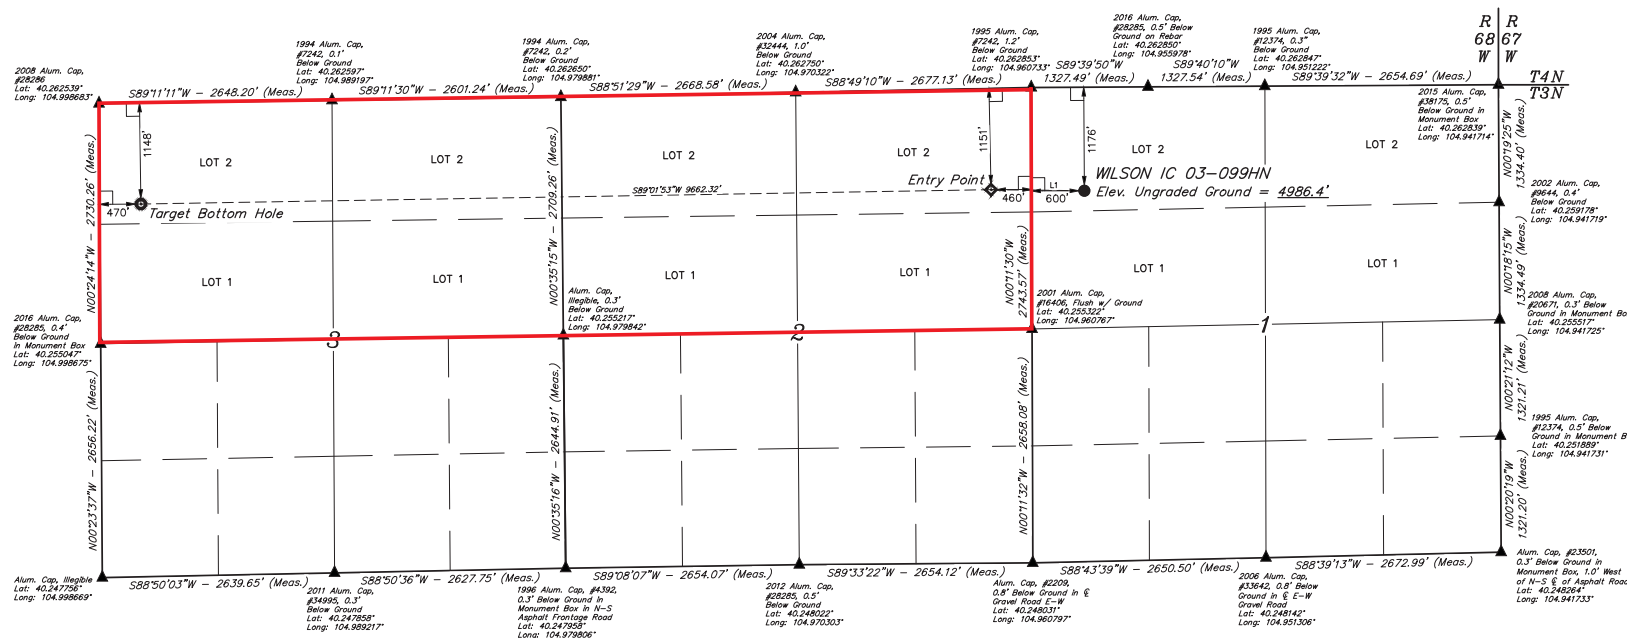 R | R
68 | 67
W | W
T4N
T3N
2008 Alum. Cap,
#28286
Lat: 40.262539°
Long: 104.998683°
1994 Alum. Cap,
#7242, 0.1'
Below Ground
Lat: 40.262597°
Long: 104.989197°
1994 Alum. Cap,
#7242, 0.2'
Below Ground
Lat: 40.262650°
Long: 104.979881°
2004 Alum. Cap,
#32444, 1.0'
Below Ground
Lat: 40.262750°
Long: 104.970322°
1995 Alum. Cap,
#7242, 1.2'
Below Ground
Lat: 40.262853°
Long: 104.960733°
2016 Alum. Cap,
#28285, 0.5' Below
Ground on Rebar
Lat: 40.262850°
Long: 104.955978°
1995 Alum. Cap,
#12374, 0.3"
Below Ground
Lat: 40.262847°
Long: 104.951222°
S89°11'11"W - 2648.20' (Meas.)
S89°11'30"W - 2601.24' (Meas.)
S88°51'29"W - 2668.58' (Meas.)
S88°49'10"W - 2677.13' (Meas.)
S89°39'50"W
1327.49' (Meas.)
S89°40'10"W
1327.54' (Meas.)
S89°39'32"W - 2654.69' (Meas.)
2015 Alum. Cap,
#38175, 0.5'
Below Ground in
Monument Box
Lat: 40.262839°
Long: 104.941714°
N00°24'14"W - 2730.26' (Meas.)
1148'
LOT 2
LOT 2
N00°35'15"W - 2709.26' (Meas.)
LOT 2
LOT 2
1151'
1176'
LOT 2
LOT 2
N00°19'25"W
1334.40' (Meas.)
470'
Target Bottom Hole
S89°01'53"W 9662.32'
Entry Point
460'
L1
600'
WILSON IC 03-099HN
Elev. Ungraded Ground = 4986.4'
2002 Alum. Cap,
#9644, 0.4'
Below Ground
Lat: 40.259178°
Long: 104.941719°
LOT 1
LOT 1
LOT 1
LOT 1
N00°11'30"W
2743.57' (Meas.)
LOT 1
LOT 1
N00°18'15"W
1334.49' (Meas.)
2016 Alum. Cap,
#28285, 0.4'
Below Ground
in Monument Box
Lat: 40.255047°
Long: 104.998675°
3
Alum. Cap,
Illegible, 0.3'
Below Ground
Lat: 40.255217°
Long: 104.979842°
2
2001 Alum. Cap,
#16406, Flush w/ Ground
Lat: 40.255322°
Long: 104.960767°
1
2008 Alum. Cap,
#20671, 0.3' Below
Ground in Monument Bo
Lat: 40.255517°
Long: 104.941725°
N00°23'37"W - 2656.22' (Meas.)
N00°35'16"W - 2644.91' (Meas.)
N00°11'32"W - 2658.08' (Meas.)
N00°21'12"W
1321.21' (Meas.)
1995 Alum. Cap,
#12374, 0.5' Below
Ground in Monument B
Lat: 40.251889°
Long: 104.941731°
N00°20'19"W
1321.20' (Meas.)
Alum. Cap, Illegible
Lat: 40.247756°
Long: 104.998669°
S88°50'03"W - 2639.65' (Meas.)
2011 Alum. Cap,
#34995, 0.3'
Below Ground
Lat: 40.247858°
Long: 104.989217°
S88°50'36"W - 2627.75' (Meas.)
1996 Alum. Cap, #4392,
0.3' Below Ground in
Monument Box in N-S
Asphalt Frontage Road
Lat: 40.247958°
Long: 104.979806°
S89°08'07"W - 2654.07' (Meas.)
2012 Alum. Cap,
#28285, 0.5'
Below Ground
Lat: 40.248022°
Long: 104.970303°
S89°33'22"W - 2654.12' (Meas.)
Alum. Cap, #2209,
0.8' Below Ground in ℄
Gravel Road E-W
Lat: 40.248031°
Long: 104.960797°
S88°43'39"W - 2650.50' (Meas.)
2006 Alum. Cap,
#33642, 0.8' Below
Ground in ℄ E-W
Gravel Road
Lat: 40.248142°
Long: 104.951306°
S88°39'13"W - 2672.99' (Meas.)
Alum. Cap, #23501,
0.3' Below Ground in
Monument Box, 1.0' West
of N-S ℄ of Asphalt Road
Lat: 40.248264°
Long: 104.941733°